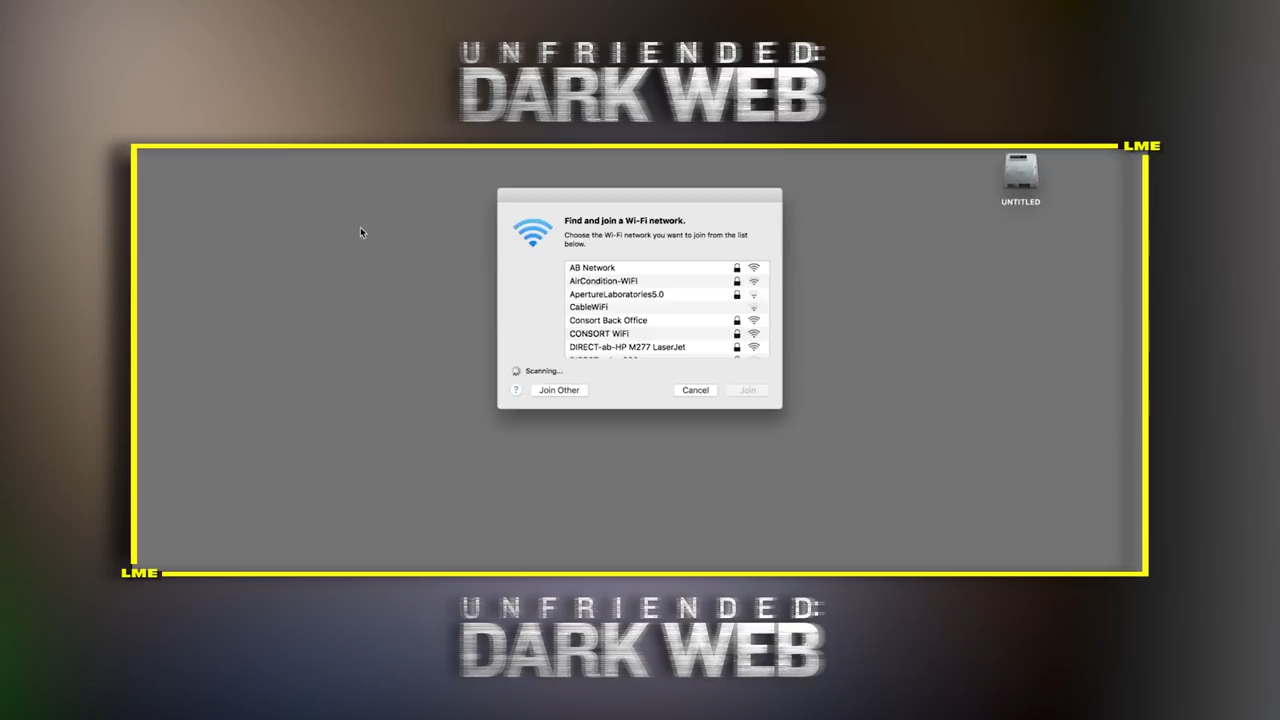 UNFRIENDED:
DARK WEB
LME
UNTITLED
Find and join a Wi-Fi network.
Choose the Wi-Fi network you want to join from the list
below.
AB Network
AirCondition-WIFI
ApertureLaboratories5.0
CableWiFi
Consort Back Office
CONSORT WiFi
DIRECT-ab-HP M277 LaserJet
Scanning...
? Join Other Cancel Join
LME
UNFRIENDED:
DARK WEB